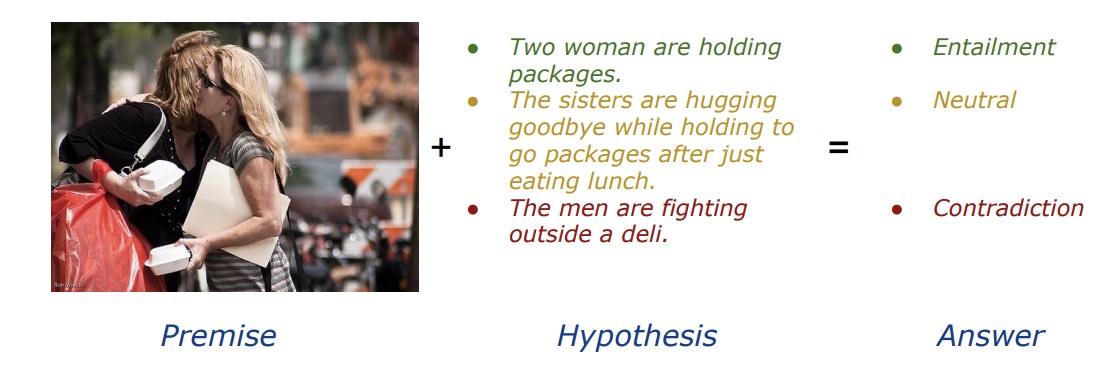 Two woman are holding
packages.
The sisters are hugging
goodbye while holding to
go packages after just
eating lunch.
The men are fighting
outside a deli.
+
=
Entailment
Neutral
Contradiction
Premise
Hypothesis
Answer